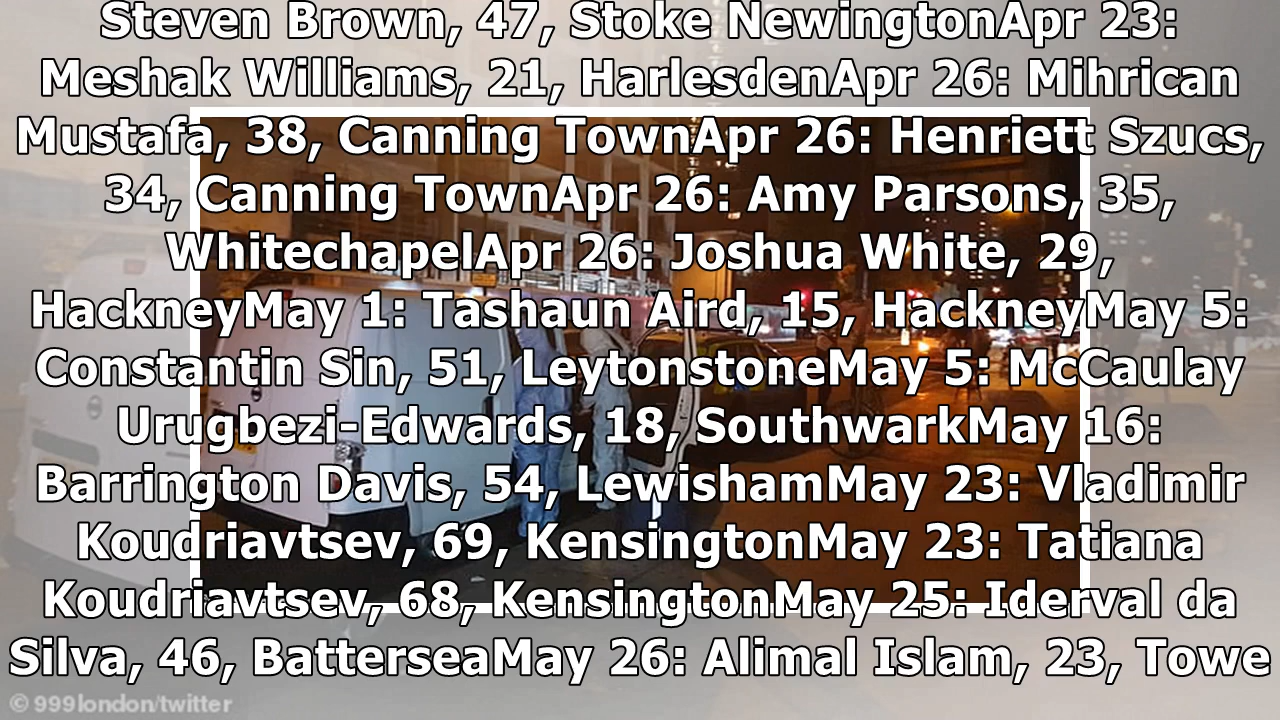 Steven Brown, 47, Stoke NewingtonApr 23:
Meshak Williams, 21, HarlesdenApr 26: Mihrican
Mustafa, 38, Canning TownApr 26: Henriett Szucs,
34, Canning TownApr 26: Amy Parsons, 35,
WhitechapelApr 26: Joshua White, 29,
HackneyMay 1: Tashaun Aird, 15, HackneyMay 5:
Constantin Sin, 51, LeytonstoneMay 5: McCaulay
Urugbezi-Edwards, 18, SouthwarkMay 16:
Barrington Davis, 54, LewishamMay 23: Vladimir
Koudriavtsev, 69, KensingtonMay 23: Tatiana
Koudriavtsev, 68, KensingtonMay 25: Iderval da
Silva, 46, BatterseaMay 26: Alimal Islam, 23, Towe
© 999london/twitter